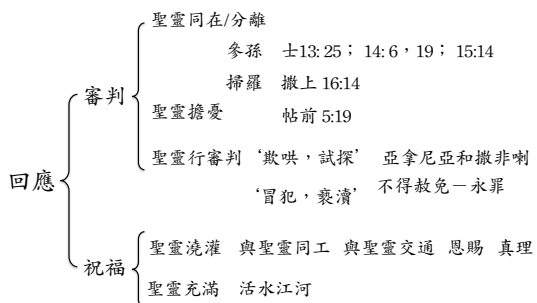 聖靈同在/分離
參孫 士13: 25； 14: 6，19； 15:14
掃羅 撒上 16:14
審判
聖靈擔憂 帖前 5:19
聖靈行審判 ‘欺哄，試探’ 亞拿尼亞和撒非喇
回應
‘冒犯，褻瀆’ 不得赦免－永罪
聖靈澆灌 與聖靈同工 與聖靈交通 恩賜 真理
祝福
聖靈充滿 活水江河